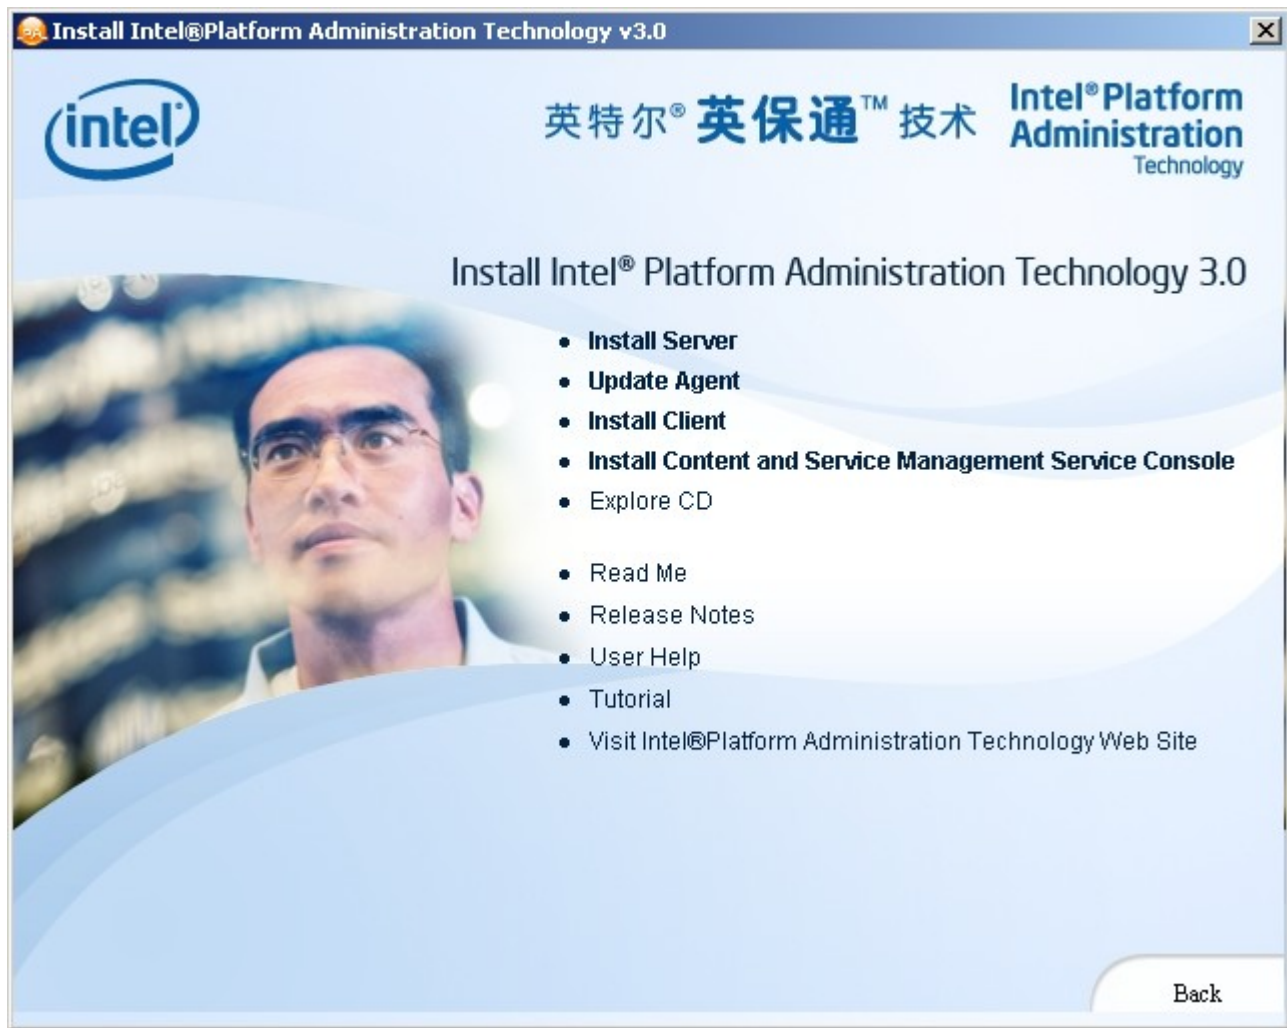 Install Intel®Platform Administration Technology v3.0
intel®
英特尔® 英保通™ 技术
Intel® Platform
Administration
Technology
Install Intel® Platform Administration Technology 3.0
Install Server
Update Agent
Install Client
Install Content and Service Management Service Console
Explore CD
Read Me
Release Notes
User Help
Tutorial
Visit Intel®Platform Administration Technology Web Site
Back